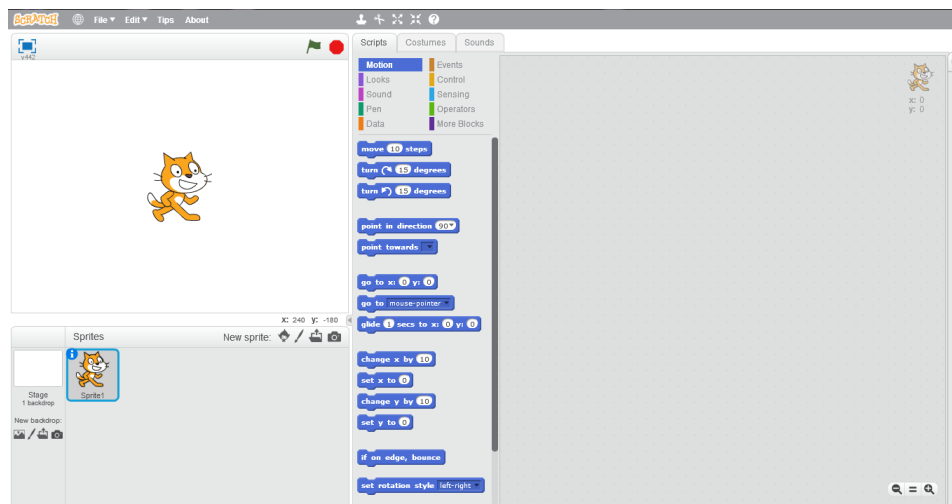 SCRATCH File Edit Tips About
v442
Scripts Costumes Sounds
Motion Events
Looks Control
Sound Sensing
Pen Operators
Data More Blocks
x: 0
y: 0
move 10 steps
turn 15 degrees
turn 15 degrees
point in direction 90
point towards
go to x: 0 y: 0
go to mouse-pointer
glide 1 secs to x: 0 y: 0
change x by 10
set x to 0
change y by 10
set y to 0
if on edge, bounce
set rotation style left-right
x: 240 y: -180
Sprites New sprite:
Stage
1 backdrop
Sprite1
New backdrop: